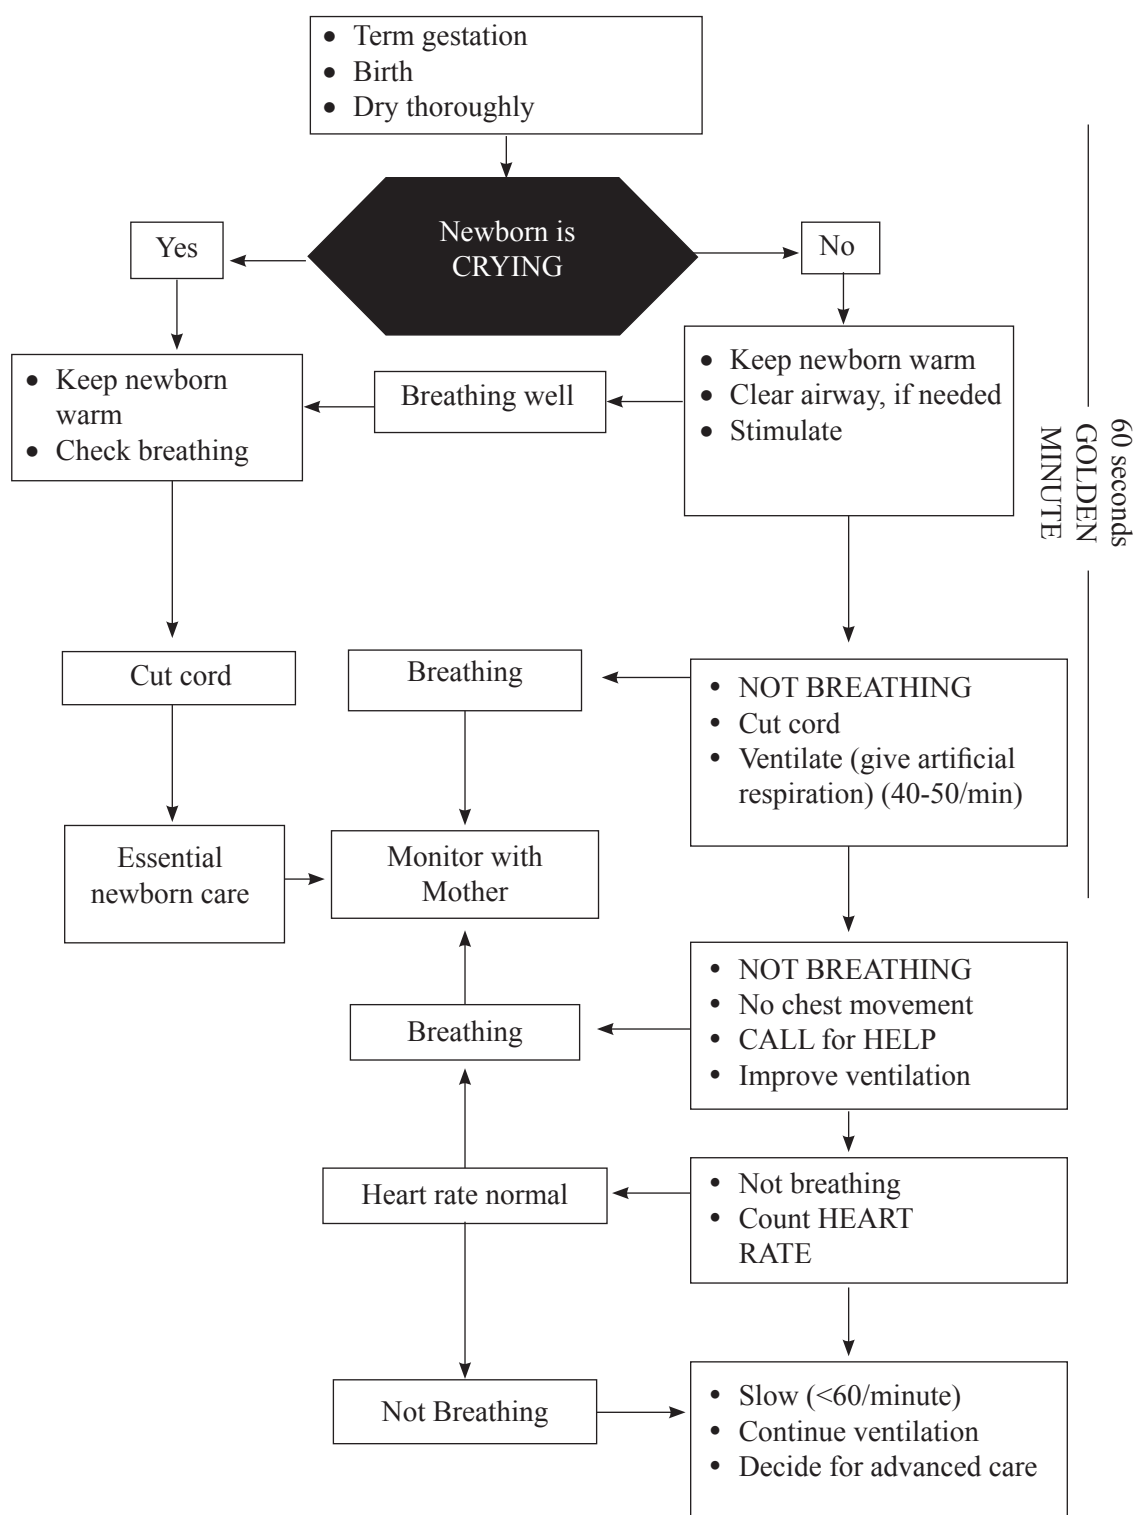 • Term gestation
• Birth
• Dry thoroughly
Newborn is
CRYING
Yes
No
• Keep newborn
warm
• Check breathing
Breathing well
• Keep newborn warm
• Clear airway, if needed
• Stimulate
60 seconds
GOLDEN
MINUTE
Cut cord
Breathing
• NOT BREATHING
• Cut cord
• Ventilate (give artificial
respiration) (40-50/min)
Essential
newborn care
Monitor with
Mother
• NOT BREATHING
• No chest movement
• CALL for HELP
• Improve ventilation
Breathing
Heart rate normal
• Not breathing
• Count HEART
RATE
Not Breathing
• Slow (<60/minute)
• Continue ventilation
• Decide for advanced care